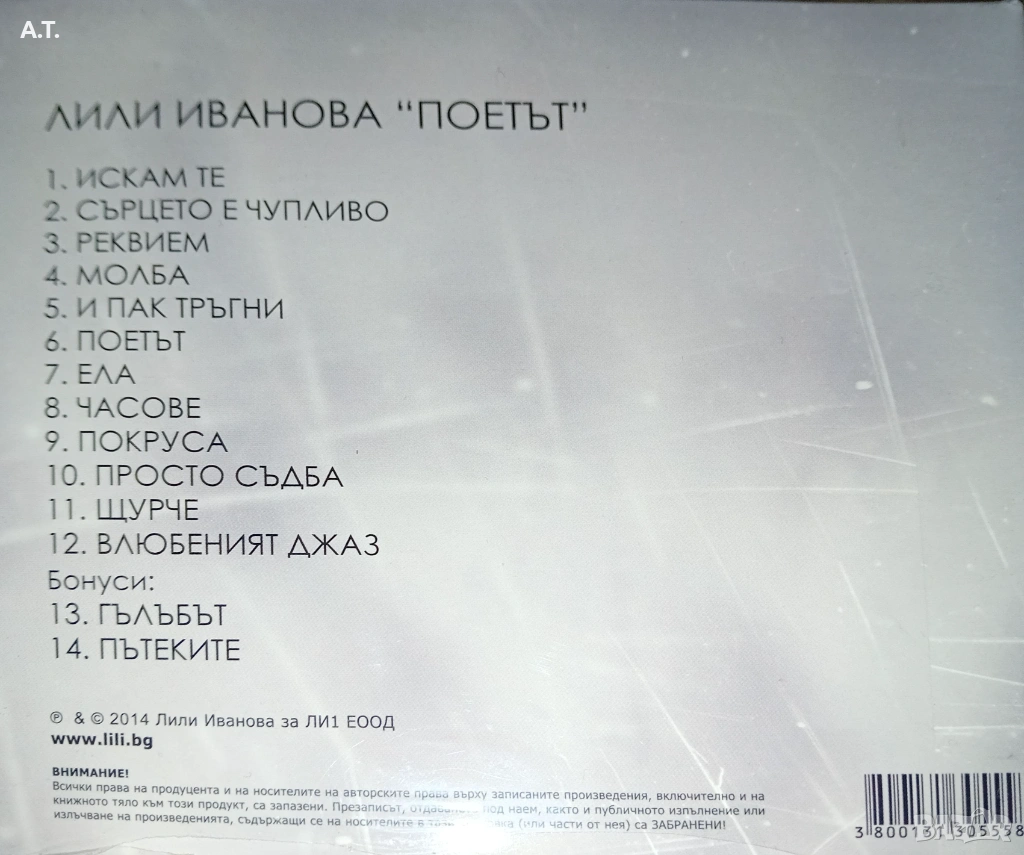 A.T.
ЛИЛИ ИВАНОВА "ПОЕТЪТ"
1. ИСКАМ ТЕ
2. СЪРЦЕТО Е ЧУПЛИВО
3. РЕКВИЕМ
4. МОЛБА
5. И ПАК ТРЪГНИ
6. ПОЕТЪТ
7. ЕЛА
8. ЧАСОВЕ
9. ПОКРУСА
10. ПРОСТО СЪДБА
11. ЩУРЧЕ
12. ВЛЮБЕНИЯТ ДЖАЗ
Бонуси:
13. ГЪЛЪБЪТ
14. ПЪТЕКИТЕ
℗ & © 2014 Лили Иванова за ЛИ1 ЕООД
www.lili.bg
ВНИМАНИЕ!
Всички права на продуцента и на носителите на авторските права върху записаните произведения, включително и на
книжното тяло към този продукт, са запазени. Презаписът, под наем, както и публичното изпълнение или
излъчване на произведенията, съдържащи се на носителите в (или части от нея) са ЗАБРАНЕНИ!
3 800131 305558